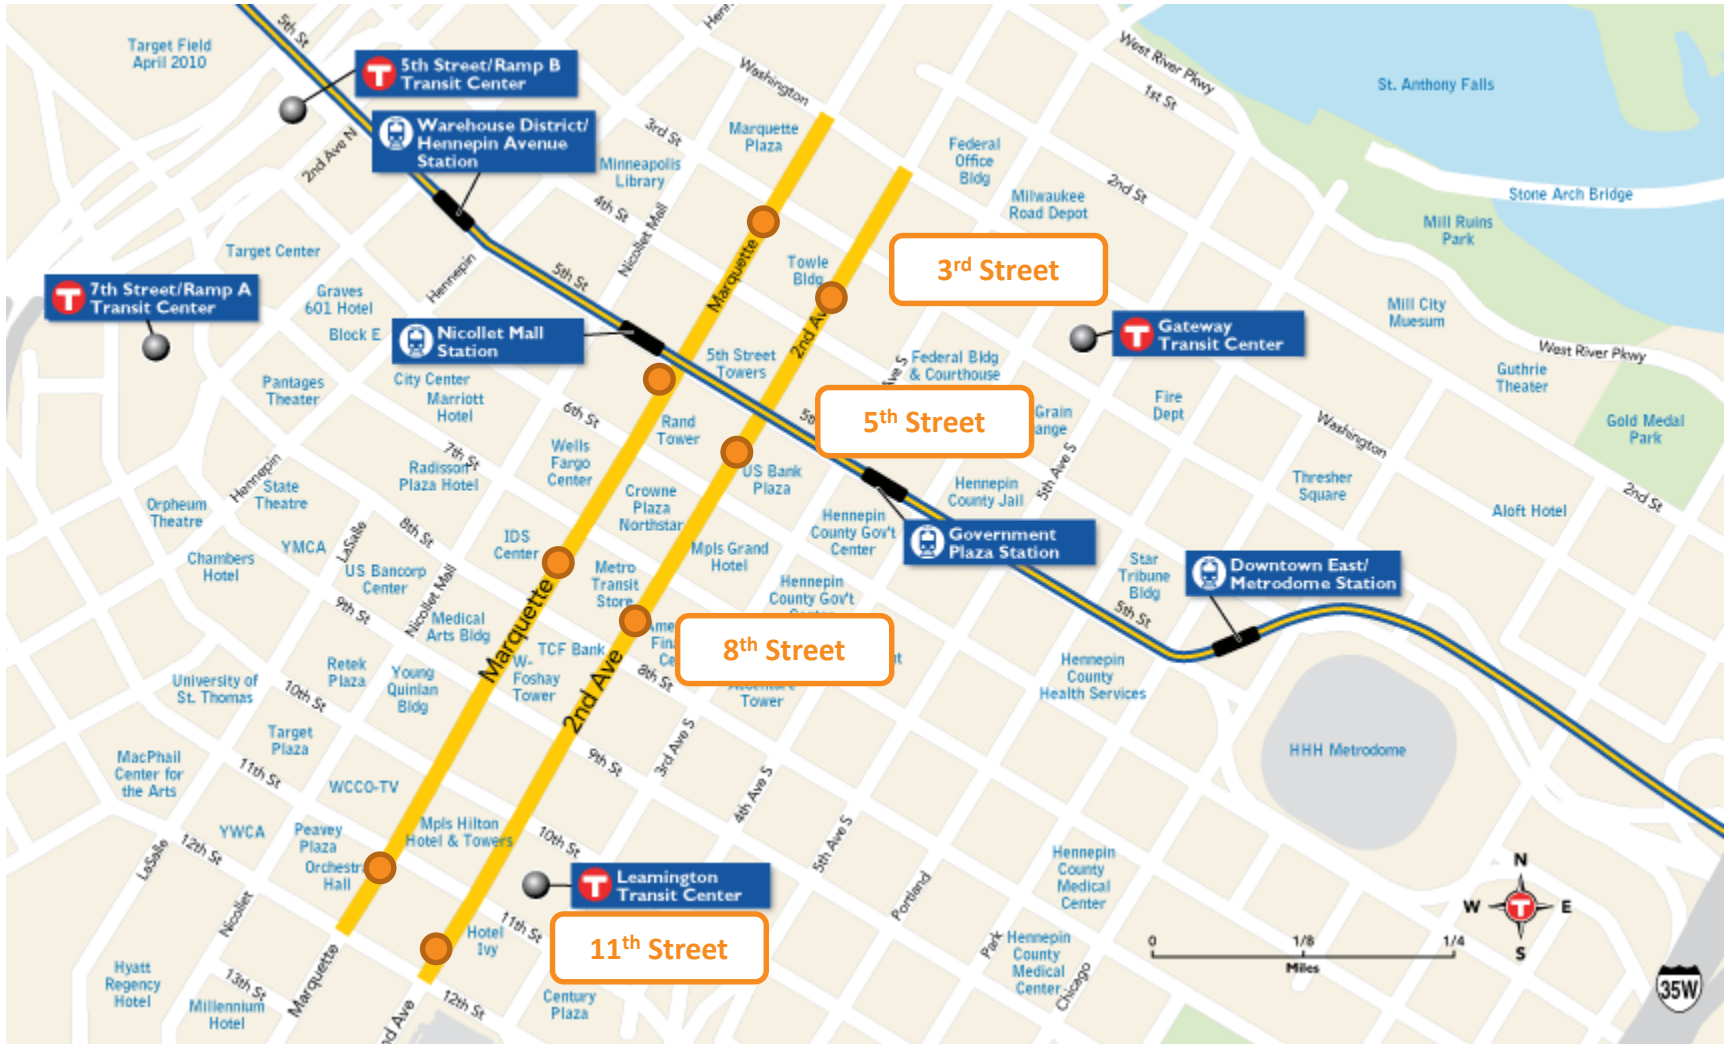 5th St
Henn
Target Field
April 2010
5th Street/Ramp B
Transit Center
Washington
West River Pkwy
1st St
St. Anthony Falls
Warehouse District/
Hennepin Avenue
Station
2nd Ave N
3rd St
Minneapolis
Library
Marquette
Plaza
Federal
Office
Bldg
2nd St
Milwaukee
Road Depot
Stone Arch Bridge
Mill Ruins
Park
4th St
Nicollet Mall
Target Center
Hennepin
5th St
Marquette
Towle
Bldg
3rd Street
7th Street/Ramp A
Transit Center
Graves
601 Hotel
Block E
Nicollet Mall
Station
2nd Av
5th Street
Towers
Ave S
Federal Bldg
& Courthouse
Gateway
Transit Center
Mill City
Muesum
West River Pkwy
Guthrie
Theater
Gold Medal
Park
Pantages
Theater
City Center
Marriott
Hotel
6th St
Rand
Tower
5th Street
Grain
ange
Fire
Dept
Washington
7th St
Radisson
Plaza Hotel
Wells
Fargo
Center
US Bank
Plaza
Hennepin
County Jail
5th Ave S
Thresher
Square
2nd St
Aloft Hotel
Hennepin
State
Theatre
Orpheum
Theatre
Crowne
Plaza
Northstar
Hennepin
County Gov't
Center
Government
Plaza Station
8th St
LaSalle
YMCA
IDS
Center
Mpls Grand
Hotel
Chambers
Hotel
US Bancorp
Center
Metro
Transit
Store
Hennepin
County Gov't
Star
Tribune
Bldg
Downtown East/
Metrodome Station
5th St
9th St
Nicollet Mall
Medical
Arts Bldg
Marquette
TCF Bank
W-
Foshay
Tower
Ame
Fina
Ce
8th Street
8th St
Tower
Hennepin
County
Health Services
Retek
Plaza
Young
Quinlan
Bldg
University of
St. Thomas
10th St
2nd Ave
3rd Ave S
9th St
HHH Metrodome
Target
Plaza
MacPhail
Center for
the Arts
11th St
WCCO-TV
4th Ave S
YWCA
Peavey
Plaza
Mpls Hilton
Hotel & Towers
10th St
5th Ave S
LaSalle
12th St
Orchestra
Hall
Leamington
Transit Center
Portland
Hennepin
County
Medical
Center
N
W
E
S
Nicollet
11th St
Hotel
Ivy
11th Street
Park
Hennepin
County
Medical
Center
Chicago
0
1/8
1/4
Miles
Hyatt
Regency
Hotel
13th St
Millennium
Hotel
Marquette
nd Ave
12th St
Century
Plaza
35W